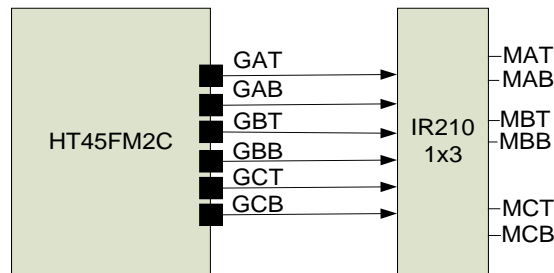 HT45FM2C
GAT
GAB
GBT
GBB
GCT
GCB
IR210
1x3
MAT
MAB
MBT
MBB
MCT
MCB